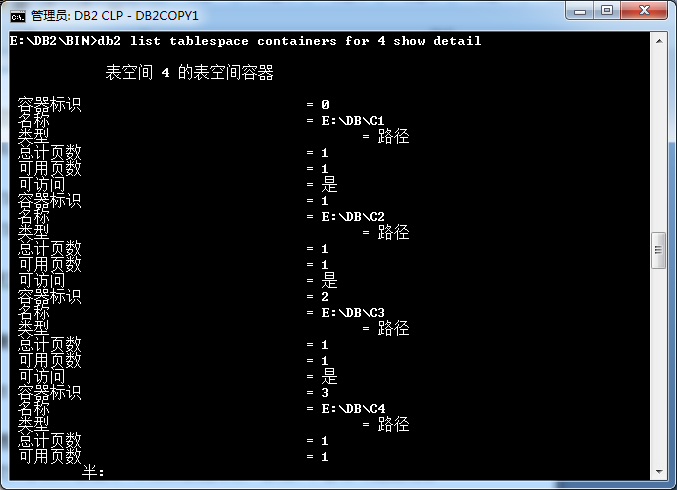 管理员: DB2 CLP - DB2COPY1
E:\DB2\BIN>db2 list tablespace containers for 4 show detail
表空间 4 的表空间容器
容器标识 = 0
名称 = E:\DB\C1
类型 = 路径
总计页数 = 1
可用页数 = 1
可访问 = 是
容器标识 = 1
名称 = E:\DB\C2
类型 = 路径
总计页数 = 1
可用页数 = 1
可访问 = 是
容器标识 = 2
名称 = E:\DB\C3
类型 = 路径
总计页数 = 1
可用页数 = 1
可访问 = 是
容器标识 = 3
名称 = E:\DB\C4
类型 = 路径
总计页数 = 1
可用页数 = 1
半: